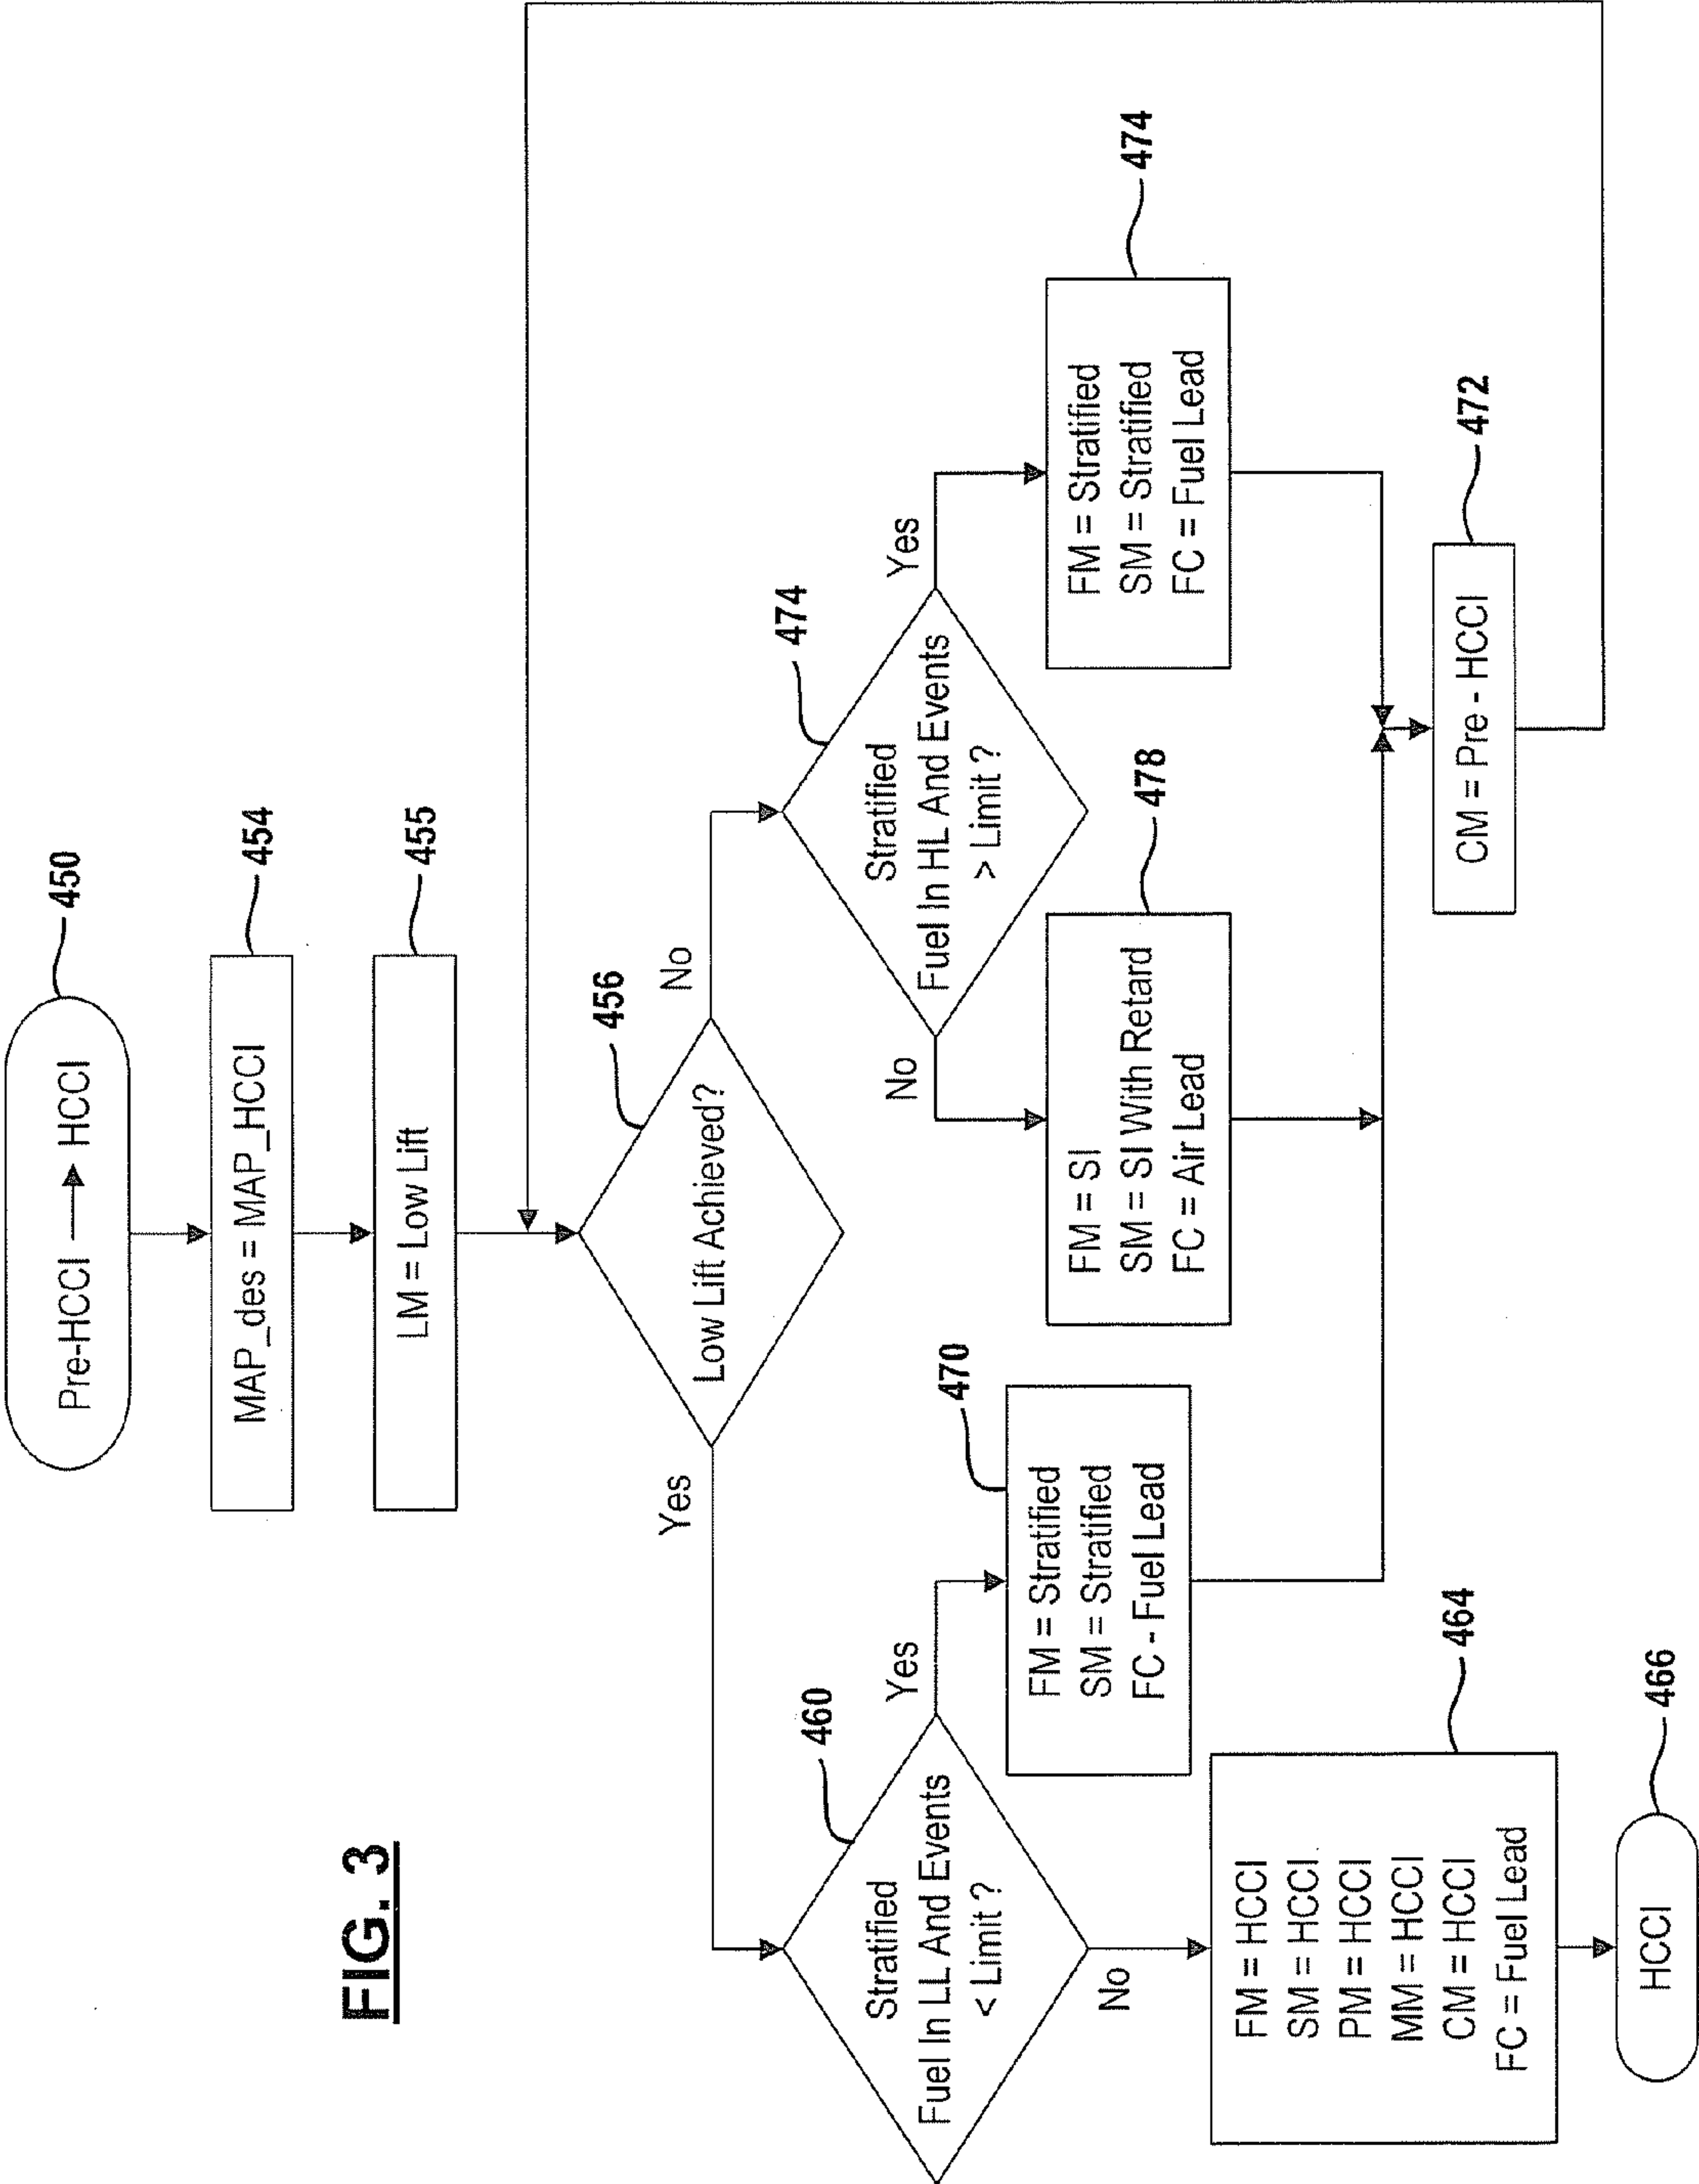 FIG. 3
Pre-HCCI → HCCI
450
MAP_des = MAP_HCCI
454
LM = Low Lift
455
Low Lift Achieved?
456
Yes
No
Stratified
Fuel In LL And Events
< Limit ?
460
Yes
No
Stratified
Fuel In HL And Events
> Limit ?
474
No
Yes
FM = Stratified
SM = Stratified
FC - Fuel Lead
470
FM = SI
SM = SI With Retard
FC = Air Lead
478
FM = Stratified
SM = Stratified
FC = Fuel Lead
474
FM = HCCI
SM = HCCI
PM = HCCI
MM = HCCI
CM = HCCI
FC = Fuel Lead
464
CM = Pre - HCCI
472
HCCI
466